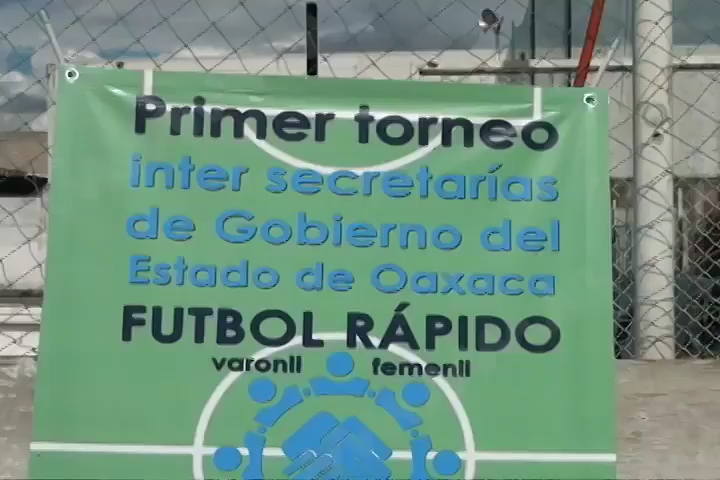 Primer torneo
inter secretarías
de Gobierno del
Estado de Oaxaca
FUTBOL RÁPIDO
varonil femenil